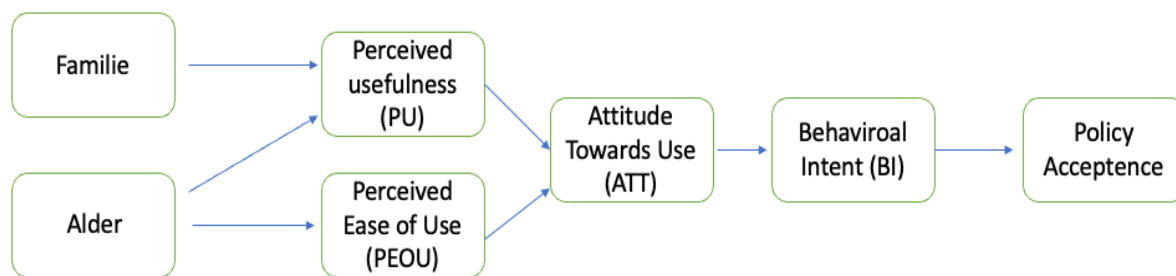 Familie
Perceived
usefulness
(PU)
Alder
Perceived
Ease of Use
(PEOU)
Attitude
Towards Use
(ATT)
Behaviroal
Intent (BI)
Policy
Acceptence